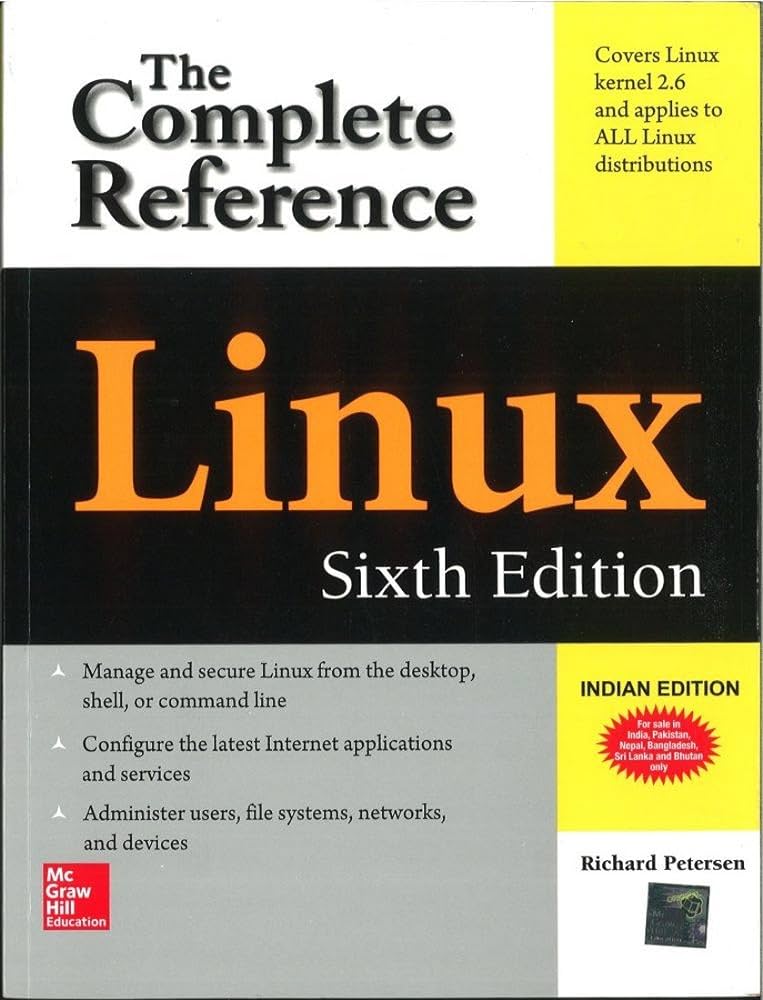 The
Complete
Reference
Covers Linux
kernel 2.6
and applies to
ALL Linux
distributions
Linux
Sixth Edition
Manage and secure Linux from the desktop,
shell, or command line
Configure the latest Internet applications
and services
Administer users, file systems, networks,
and devices
Mc
Graw
Hill
Education
INDIAN EDITION
For sale in
India, Pakistan,
Nepal, Bangladesh,
Sri Lanka and Bhutan
only
Richard Petersen